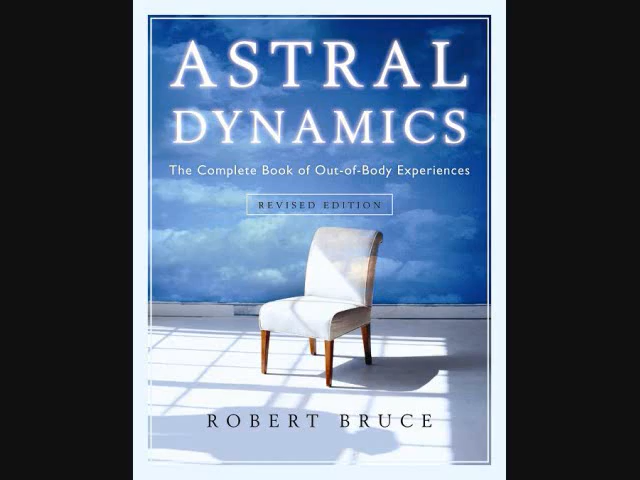 ASTRAL
DYNAMICS
The Complete Book of Out-of-Body Experiences
REVISED EDITION
ROBERT BRUCE